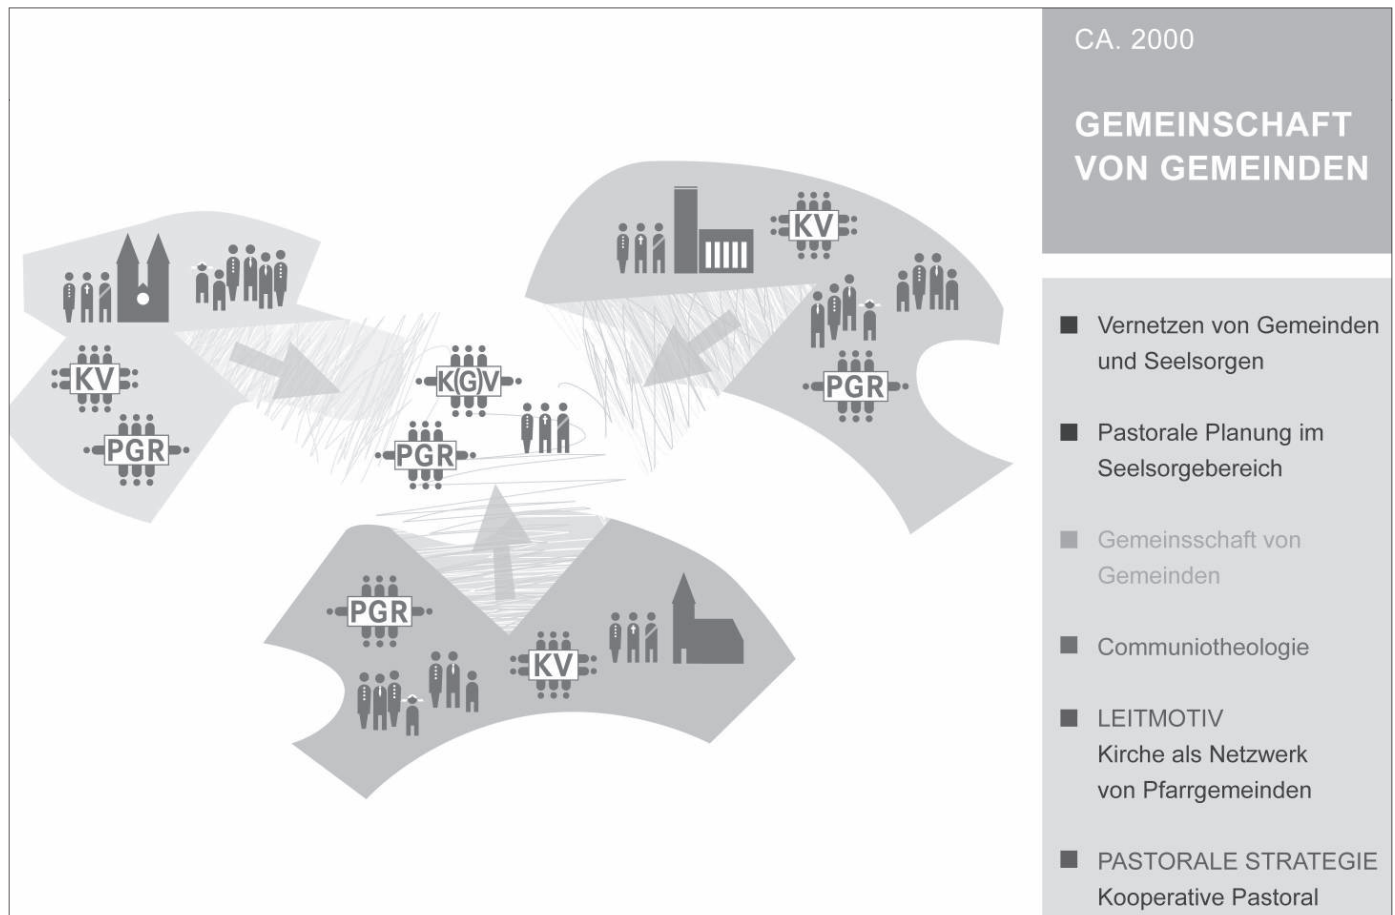 CA. 2000
GEMEINSCHAFT
VON GEMEINDEN
KV
KV
K(G)V
PGR
PGR
PGR
PGR
KV
Vernetzen von Gemeinden
und Seelsorgen
Pastorale Planung im
Seelsorgebereich
Gemeinsschaft von
Gemeinden
Communiotheologie
LEITMOTIV
Kirche als Netzwerk
von Pfarrgemeinden
PASTORALE STRATEGIE
Kooperative Pastoral